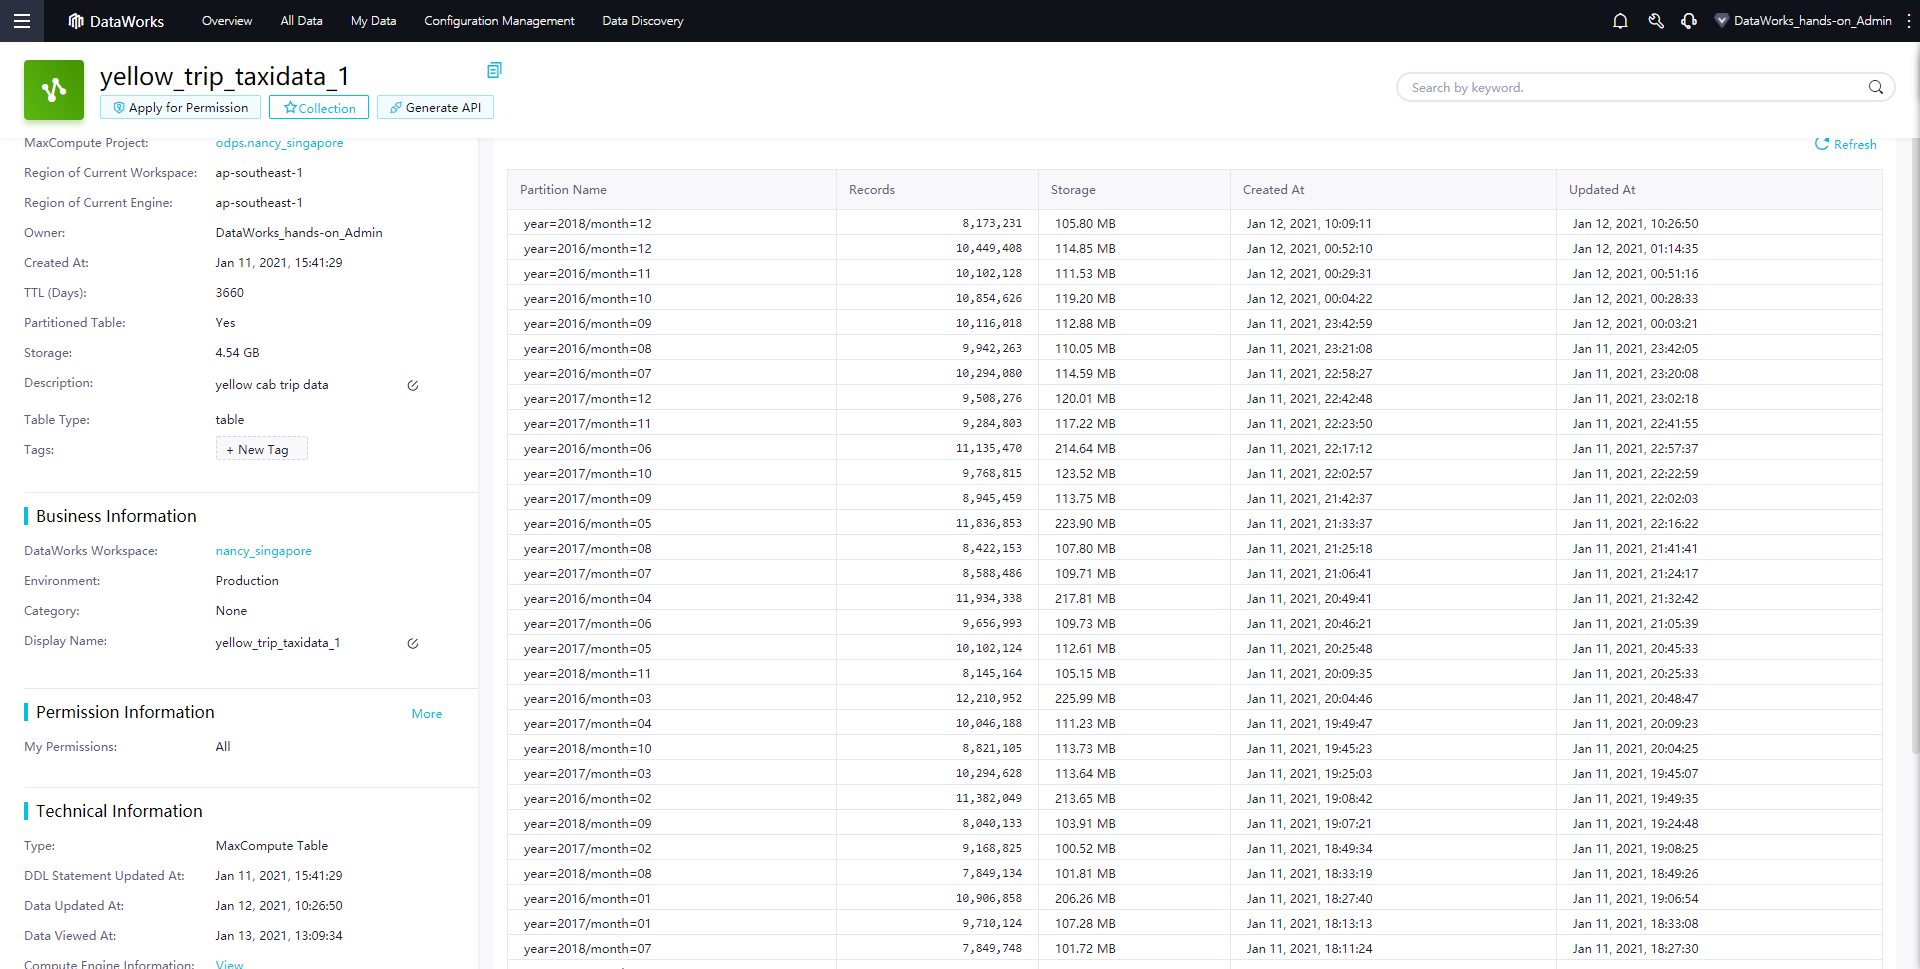 DataWorks Overview All Data My Data Configuration Management Data Discovery DataWorks_hands-on_Admin
yellow_trip_taxidata_1
Apply for Permission Collection Generate API
Search by keyword.
MaxCompute Project: odps.nancy_singapore
Region of Current Workspace: ap-southeast-1
Region of Current Engine: ap-southeast-1
Owner: DataWorks_hands-on_Admin
Created At: Jan 11, 2021, 15:41:29
TTL (Days): 3660
Partitioned Table: Yes
Storage: 4.54 GB
Description: yellow cab trip data
Table Type: table
Tags: + New Tag
Business Information
DataWorks Workspace: nancy_singapore
Environment: Production
Category: None
Display Name: yellow_trip_taxidata_1
Permission Information More
My Permissions: All
Technical Information
Type: MaxCompute Table
DDL Statement Updated At: Jan 11, 2021, 15:41:29
Data Updated At: Jan 12, 2021, 10:26:50
Data Viewed At: Jan 13, 2021, 13:09:34
Compute Engine Information: View
Refresh
Partition Name Records Storage Created At Updated At
year=2018/month=12 8,173,231 105.80 MB Jan 12, 2021, 10:09:11 Jan 12, 2021, 10:26:50
year=2016/month=12 10,449,408 114.85 MB Jan 12, 2021, 00:52:10 Jan 12, 2021, 01:14:35
year=2016/month=11 10,102,128 111.53 MB Jan 12, 2021, 00:29:31 Jan 12, 2021, 00:51:16
year=2016/month=10 10,854,626 119.20 MB Jan 12, 2021, 00:04:22 Jan 12, 2021, 00:28:33
year=2016/month=09 10,116,018 112.88 MB Jan 11, 2021, 23:42:59 Jan 12, 2021, 00:03:21
year=2016/month=08 9,942,263 110.05 MB Jan 11, 2021, 23:21:08 Jan 11, 2021, 23:42:05
year=2016/month=07 10,294,080 114.59 MB Jan 11, 2021, 22:58:27 Jan 11, 2021, 23:20:08
year=2017/month=12 9,508,276 120.01 MB Jan 11, 2021, 22:42:48 Jan 11, 2021, 23:02:18
year=2017/month=11 9,284,803 117.22 MB Jan 11, 2021, 22:23:50 Jan 11, 2021, 22:41:55
year=2016/month=06 11,135,470 214.64 MB Jan 11, 2021, 22:17:12 Jan 11, 2021, 22:57:37
year=2017/month=10 9,768,815 123.52 MB Jan 11, 2021, 22:02:57 Jan 11, 2021, 22:22:59
year=2017/month=09 8,945,459 113.75 MB Jan 11, 2021, 21:42:37 Jan 11, 2021, 22:02:03
year=2016/month=05 11,836,853 223.90 MB Jan 11, 2021, 21:33:37 Jan 11, 2021, 22:16:22
year=2017/month=08 8,422,153 107.80 MB Jan 11, 2021, 21:25:18 Jan 11, 2021, 21:41:41
year=2017/month=07 8,588,486 109.71 MB Jan 11, 2021, 21:06:41 Jan 11, 2021, 21:24:17
year=2016/month=04 11,934,338 217.81 MB Jan 11, 2021, 20:49:41 Jan 11, 2021, 21:32:42
year=2017/month=06 9,656,993 109.73 MB Jan 11, 2021, 20:46:21 Jan 11, 2021, 21:05:39
year=2017/month=05 10,102,124 112.61 MB Jan 11, 2021, 20:25:48 Jan 11, 2021, 20:45:33
year=2018/month=11 8,145,164 105.15 MB Jan 11, 2021, 20:09:35 Jan 11, 2021, 20:25:33
year=2016/month=03 12,210,952 225.99 MB Jan 11, 2021, 20:04:46 Jan 11, 2021, 20:48:47
year=2017/month=04 10,046,188 111.23 MB Jan 11, 2021, 19:49:47 Jan 11, 2021, 20:09:23
year=2018/month=10 8,821,105 113.73 MB Jan 11, 2021, 19:45:23 Jan 11, 2021, 20:04:25
year=2017/month=03 10,294,628 113.64 MB Jan 11, 2021, 19:25:03 Jan 11, 2021, 19:45:07
year=2016/month=02 11,382,049 213.65 MB Jan 11, 2021, 19:08:42 Jan 11, 2021, 19:49:35
year=2018/month=09 8,040,133 103.91 MB Jan 11, 2021, 19:07:21 Jan 11, 2021, 19:24:48
year=2017/month=02 9,168,825 100.52 MB Jan 11, 2021, 18:49:34 Jan 11, 2021, 19:08:25
year=2018/month=08 7,849,134 101.81 MB Jan 11, 2021, 18:33:19 Jan 11, 2021, 18:49:26
year=2016/month=01 10,906,858 206.26 MB Jan 11, 2021, 18:27:40 Jan 11, 2021, 19:06:54
year=2017/month=01 9,710,124 107.28 MB Jan 11, 2021, 18:13:13 Jan 11, 2021, 18:33:08
year=2018/month=07 7,849,748 101.72 MB Jan 11, 2021, 18:11:24 Jan 11, 2021, 18:27:30